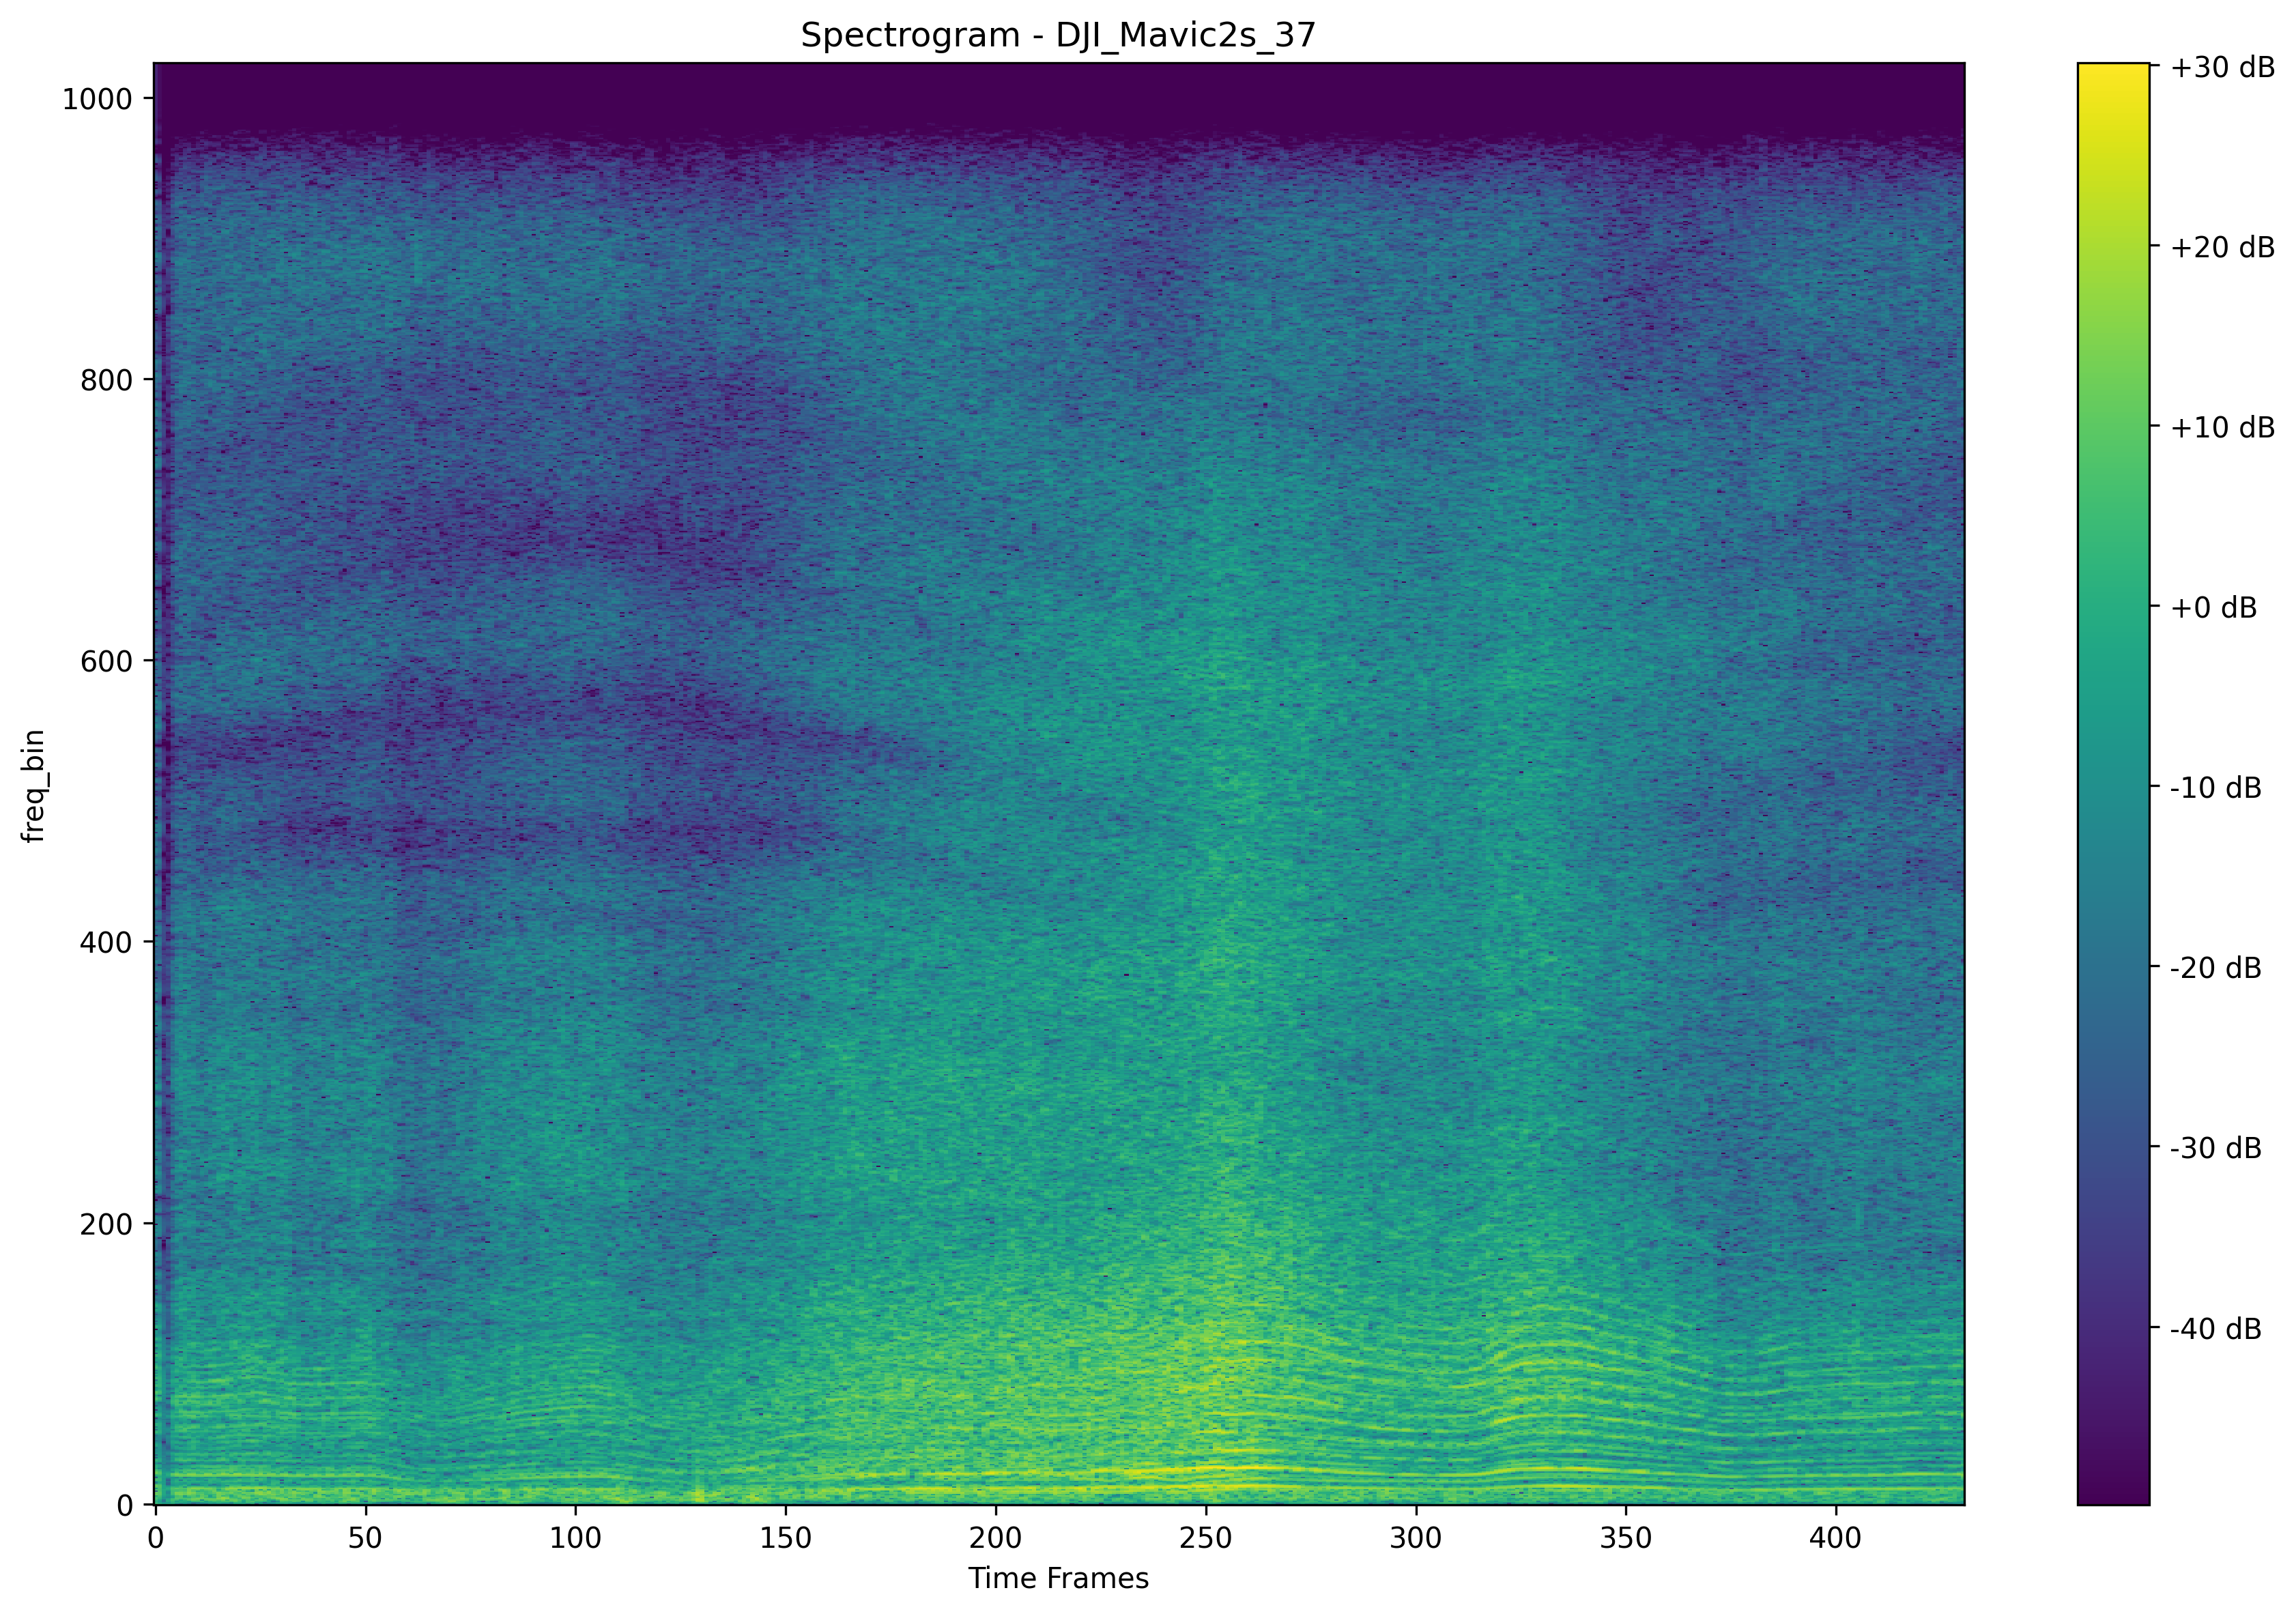 Spectrogram - DJI_Mavic2s_37
1000
800
600
400
200
0
freq_bin
0 50 100 150 200 250 300 350 400
Time Frames
+30 dB
+20 dB
+10 dB
+0 dB
-10 dB
-20 dB
-30 dB
-40 dB